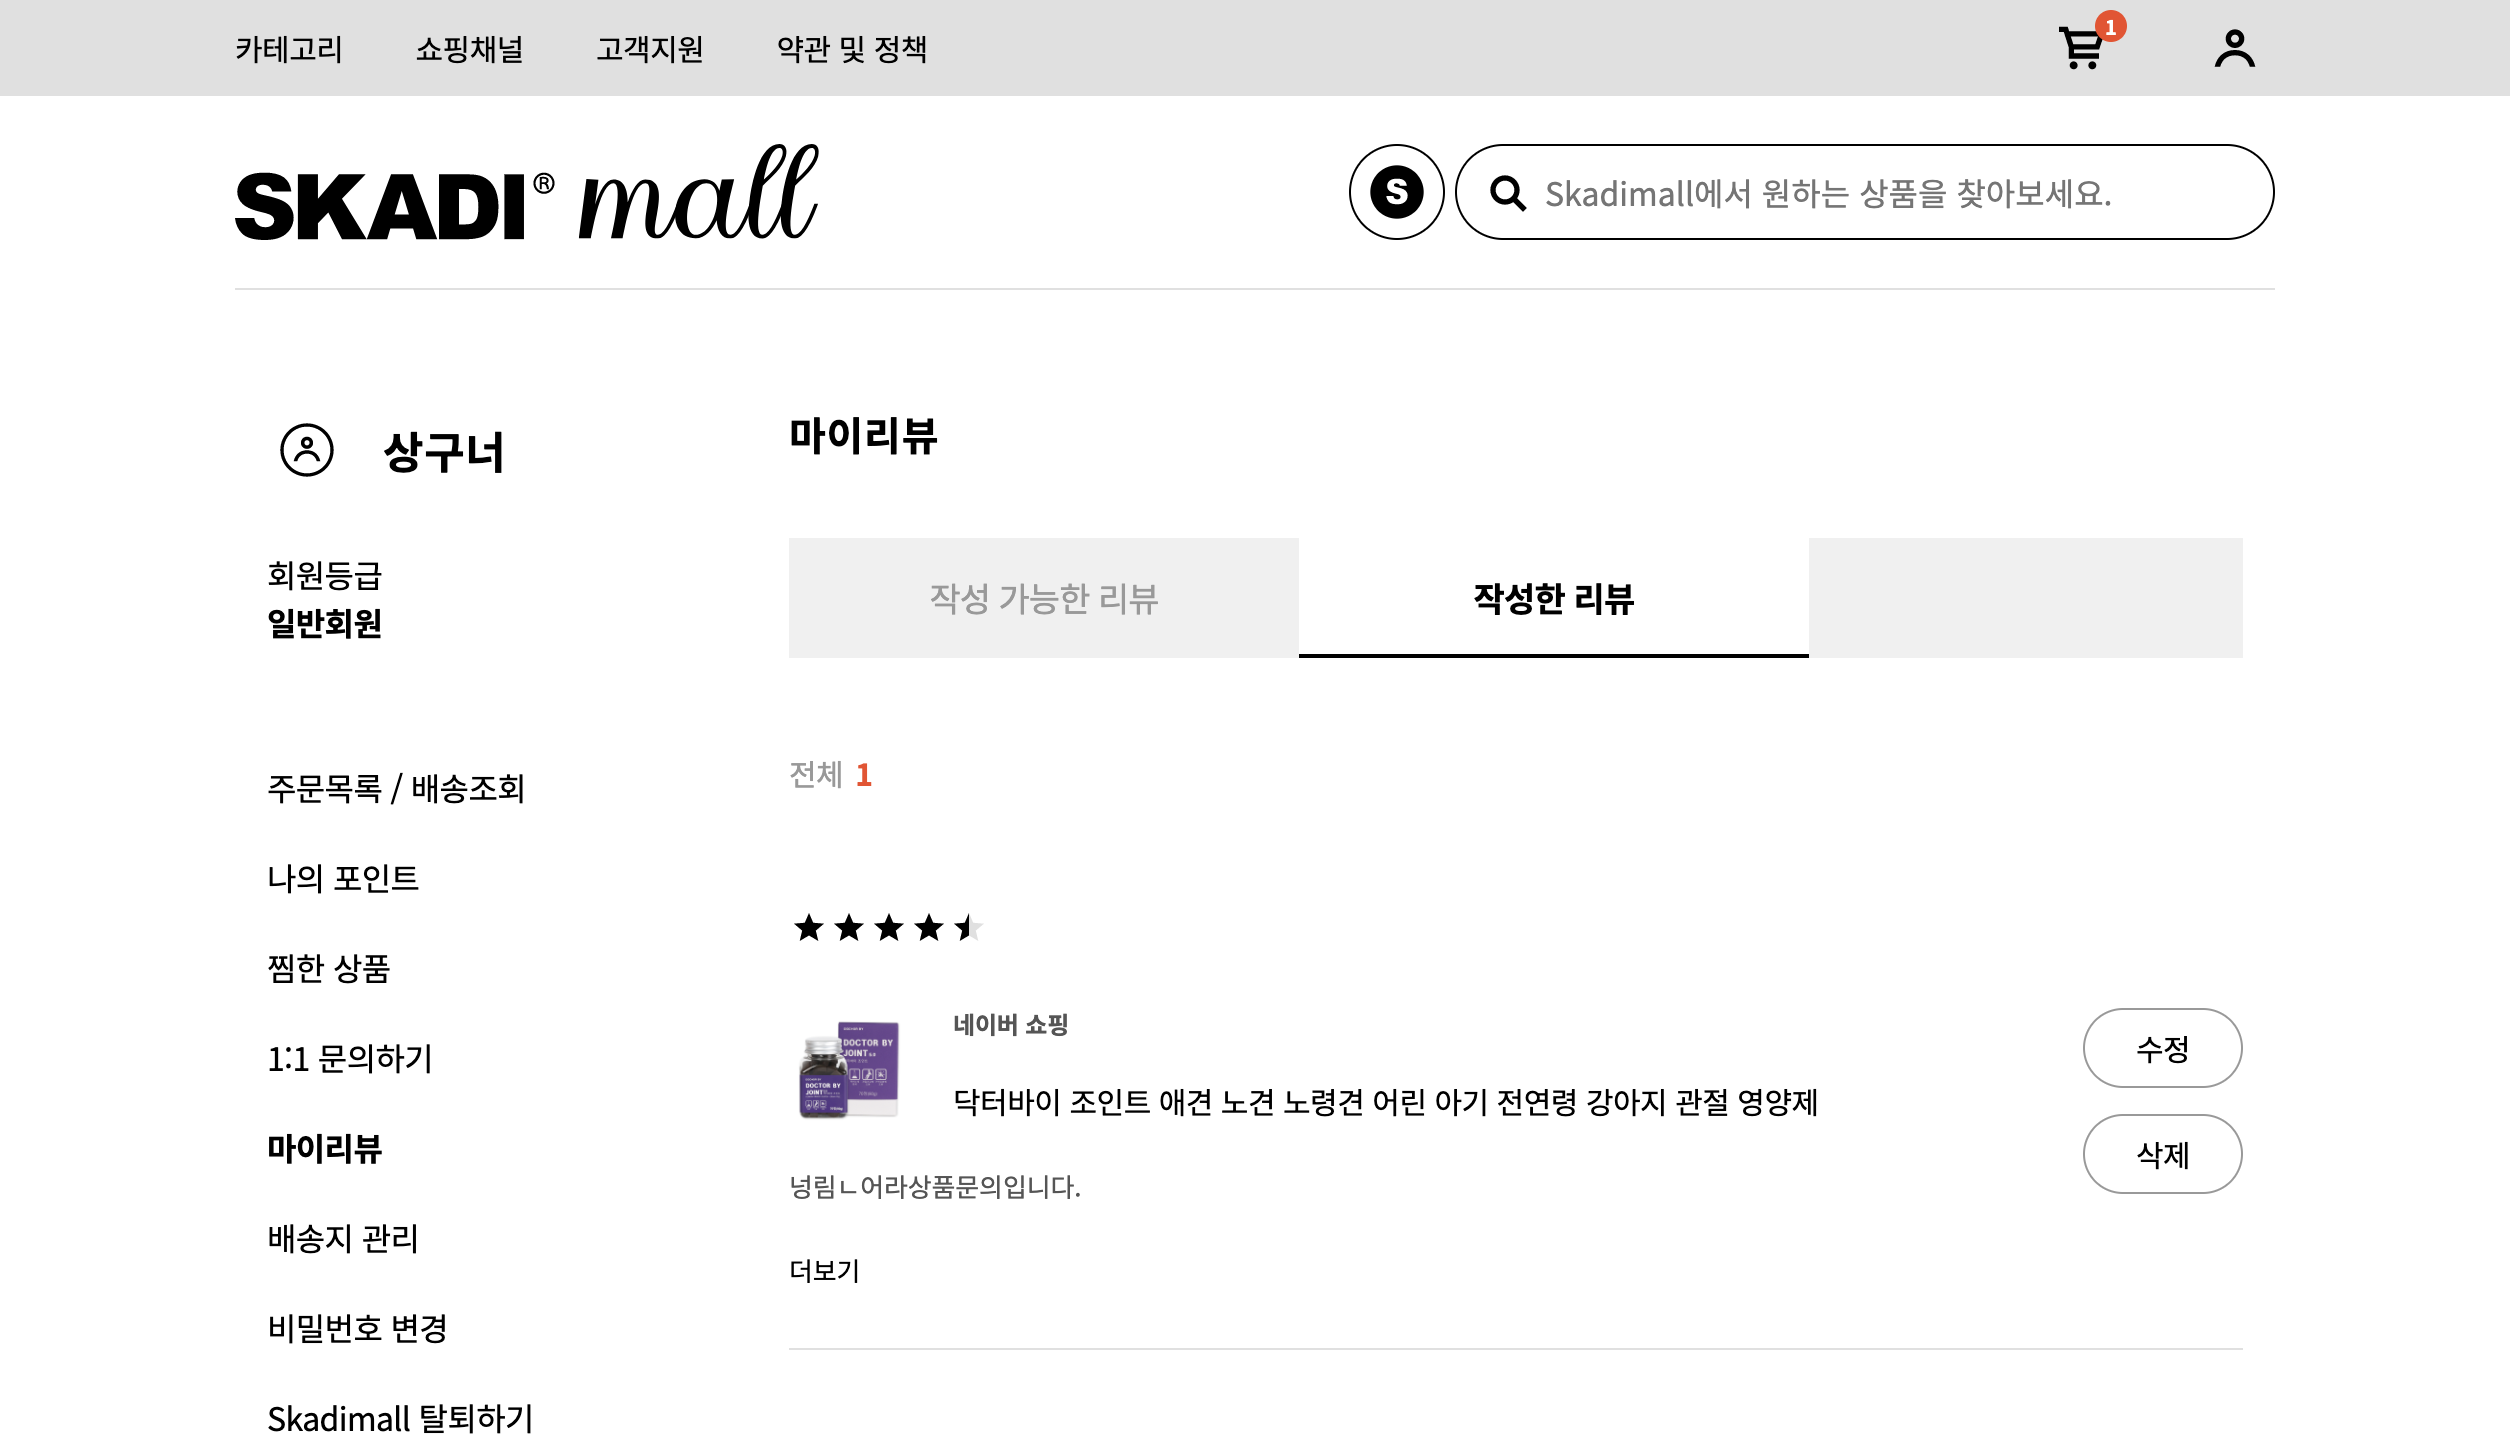 카테고리 쇼핑채널 고객지원 약관 및 정책 1
SKADI® mall
S Skadimall에서 원하는 상품을 찾아보세요.
상구너
회원등급
일반회원
주문목록 / 배송조회
나의 포인트
찜한 상품
1:1 문의하기
마이리뷰
배송지 관리
비밀번호 변경
Skadimall 탈퇴하기
마이리뷰
작성 가능한 리뷰 작성한 리뷰
전체 1
네이버 쇼핑
닥터바이 조인트 애견 노견 노령견 어린 아기 전연령 강아지 관절 영양제
DOCTOR BY
JOINT
DOCTOR BY
JOINT
수정
삭제
넝림ㄴ어라상품문의입니다.
더보기